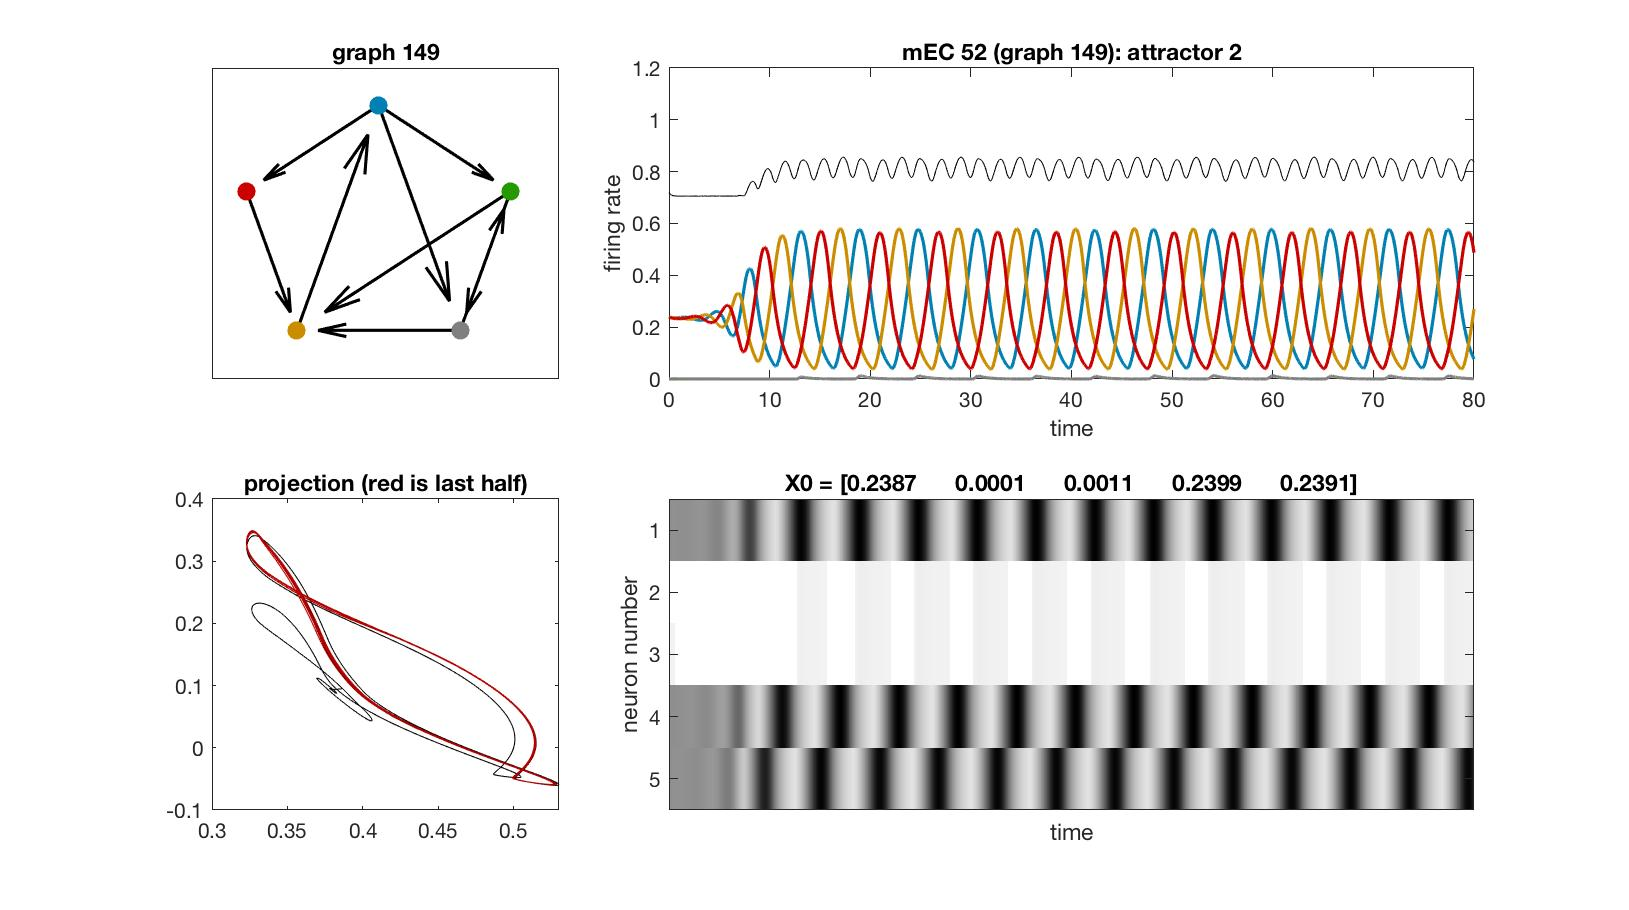 graph 149
mEC 52 (graph 149): attractor 2
1.2
1
0.8
0.6
0.4
0.2
0
firing rate
0 10 20 30 40 50 60 70 80
time
projection (red is last half)
0.4
0.3
0.2
0.1
0
-0.1
0.3 0.35 0.4 0.45 0.5
X0 = [0.2387 0.0001 0.0011 0.2399 0.2391]
1
2
3
4
5
neuron number
time